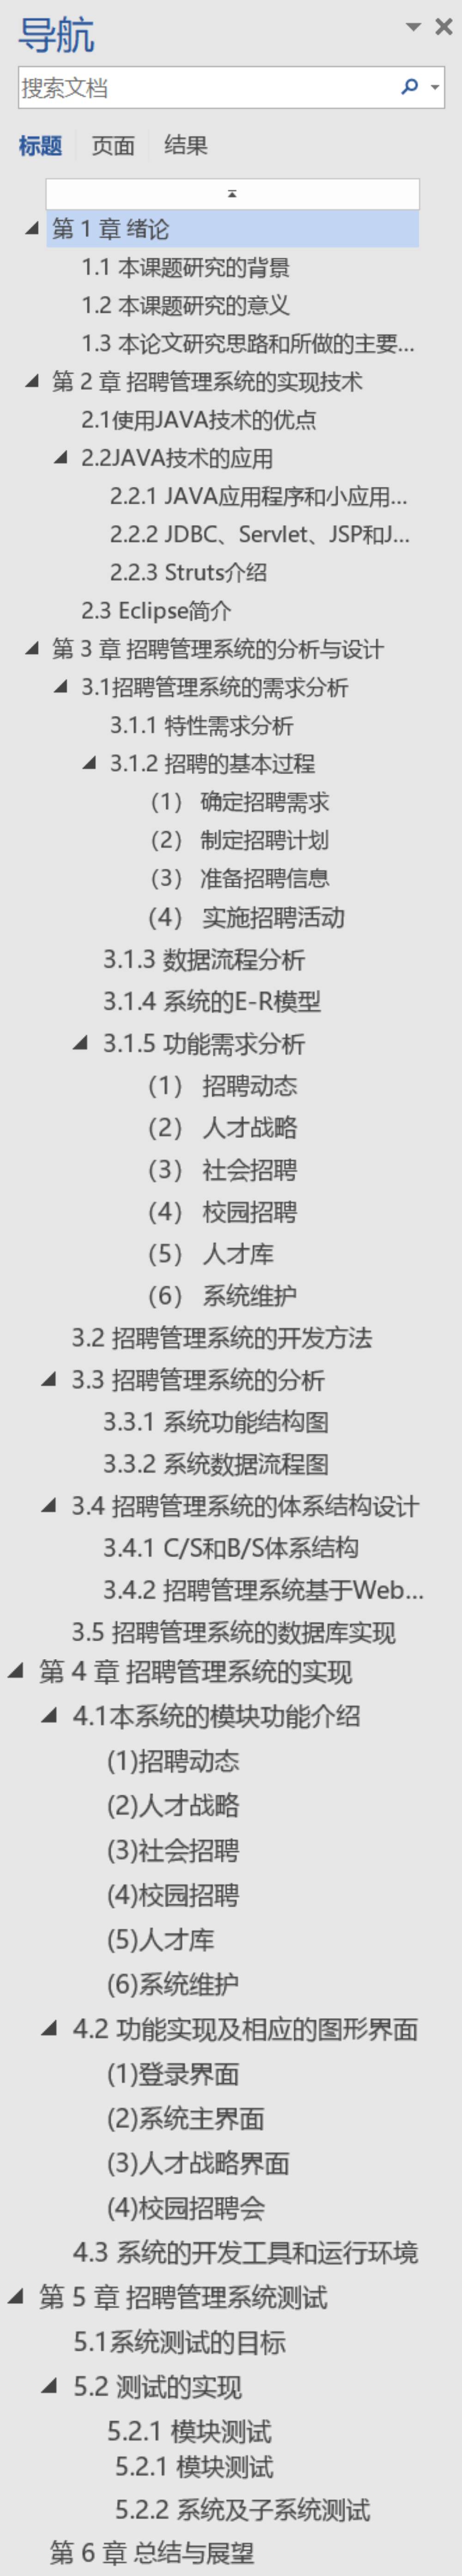 导航
搜索文档
标题 页面 结果
第 1 章 绪论
1.1 本课题研究的背景
1.2 本课题研究的意义
1.3 本论文研究思路和所做的主要...
第 2 章 招聘管理系统的实现技术
2.1使用JAVA技术的优点
2.2JAVA技术的应用
2.2.1 JAVA应用程序和小应用...
2.2.2 JDBC、Servlet、JSP和J...
2.2.3 Struts介绍
2.3 Eclipse简介
第 3 章 招聘管理系统的分析与设计
3.1招聘管理系统的需求分析
3.1.1 特性需求分析
3.1.2 招聘的基本过程
（1） 确定招聘需求
（2） 制定招聘计划
（3） 准备招聘信息
（4） 实施招聘活动
3.1.3 数据流程分析
3.1.4 系统的E-R模型
3.1.5 功能需求分析
（1） 招聘动态
（2） 人才战略
（3） 社会招聘
（4） 校园招聘
（5） 人才库
（6） 系统维护
3.2 招聘管理系统的开发方法
3.3 招聘管理系统的分析
3.3.1 系统功能结构图
3.3.2 系统数据流程图
3.4 招聘管理系统的体系结构设计
3.4.1 C/S和B/S体系结构
3.4.2 招聘管理系统基于Web...
3.5 招聘管理系统的数据库实现
第 4 章 招聘管理系统的实现
4.1本系统的模块功能介绍
(1)招聘动态
(2)人才战略
(3)社会招聘
(4)校园招聘
(5)人才库
(6)系统维护
4.2 功能实现及相应的图形界面
(1)登录界面
(2)系统主界面
(3)人才战略界面
(4)校园招聘会
4.3 系统的开发工具和运行环境
第 5 章 招聘管理系统测试
5.1系统测试的目标
5.2 测试的实现
5.2.1 模块测试
5.2.1 模块测试
5.2.2 系统及子系统测试
第 6 章 总结与展望